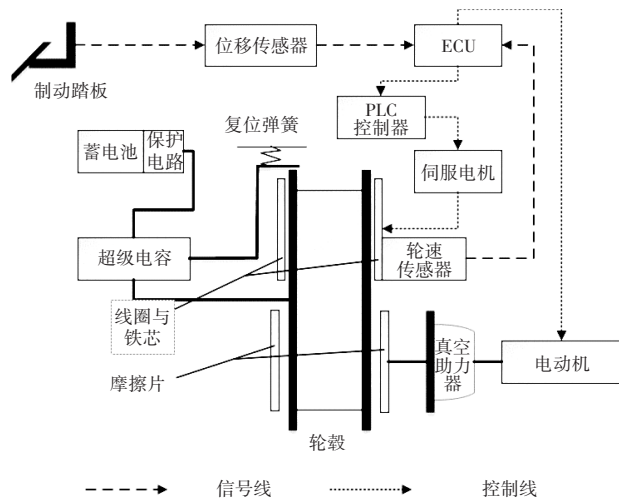 制动踏板
位移传感器
ECU
PLC
控制器
复位弹簧
蓄电池
保护
电路
伺服电机
超级电容
轮速
传感器
线圈与
铁芯
真空
助力
器
电动机
摩擦片
轮毂
信号线
控制线